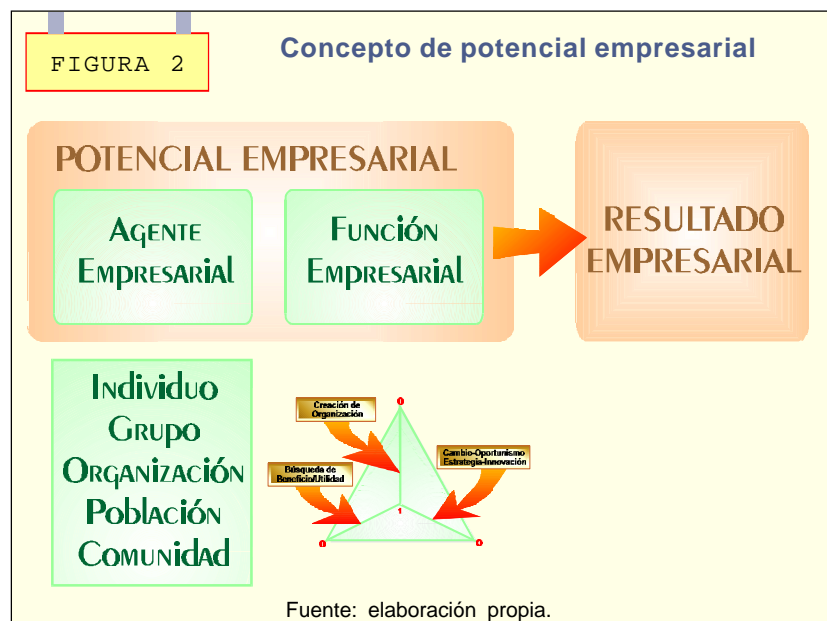 FIGURA 2
Concepto de potencial empresarial
POTENCIAL EMPRESARIAL
AGENTE
EMPRESARIAL
FUNCIÓN
EMPRESARIAL
RESULTADO
EMPRESARIAL
INDIVIDUO
GRUPO
ORGANIZACIÓN
POBLACIÓN
COMUNIDAD
0
Creación de
Organización
Cambio-Oportunismo
Estrategia-Innovación
Búsqueda de
Beneficio/Utilidad
1
0
0
Fuente: elaboración propia.